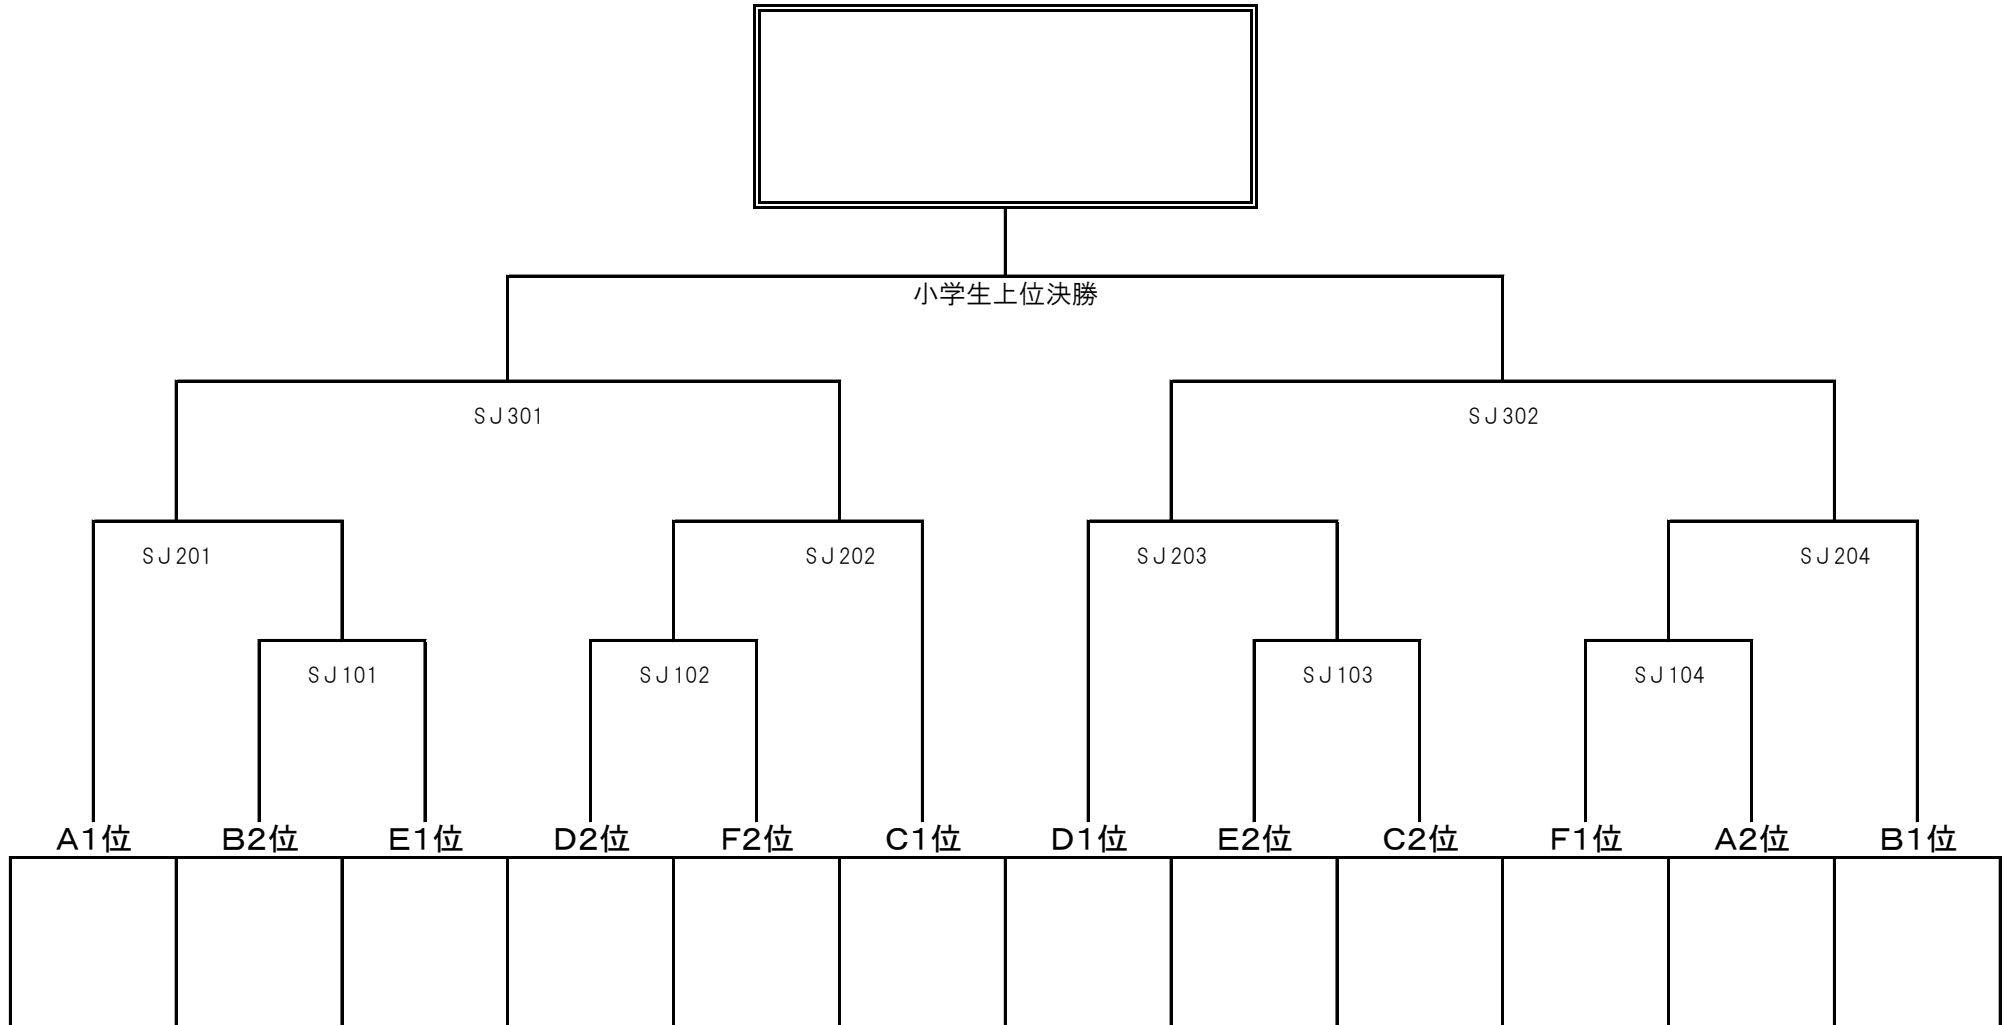 小学生上位決勝
SJ301
SJ302
SJ201
SJ202
SJ203
SJ204
SJ101
SJ102
SJ103
SJ104
A1位 B2位 E1位 D2位 F2位 C1位 D1位 E2位 C2位 F1位 A2位 B1位